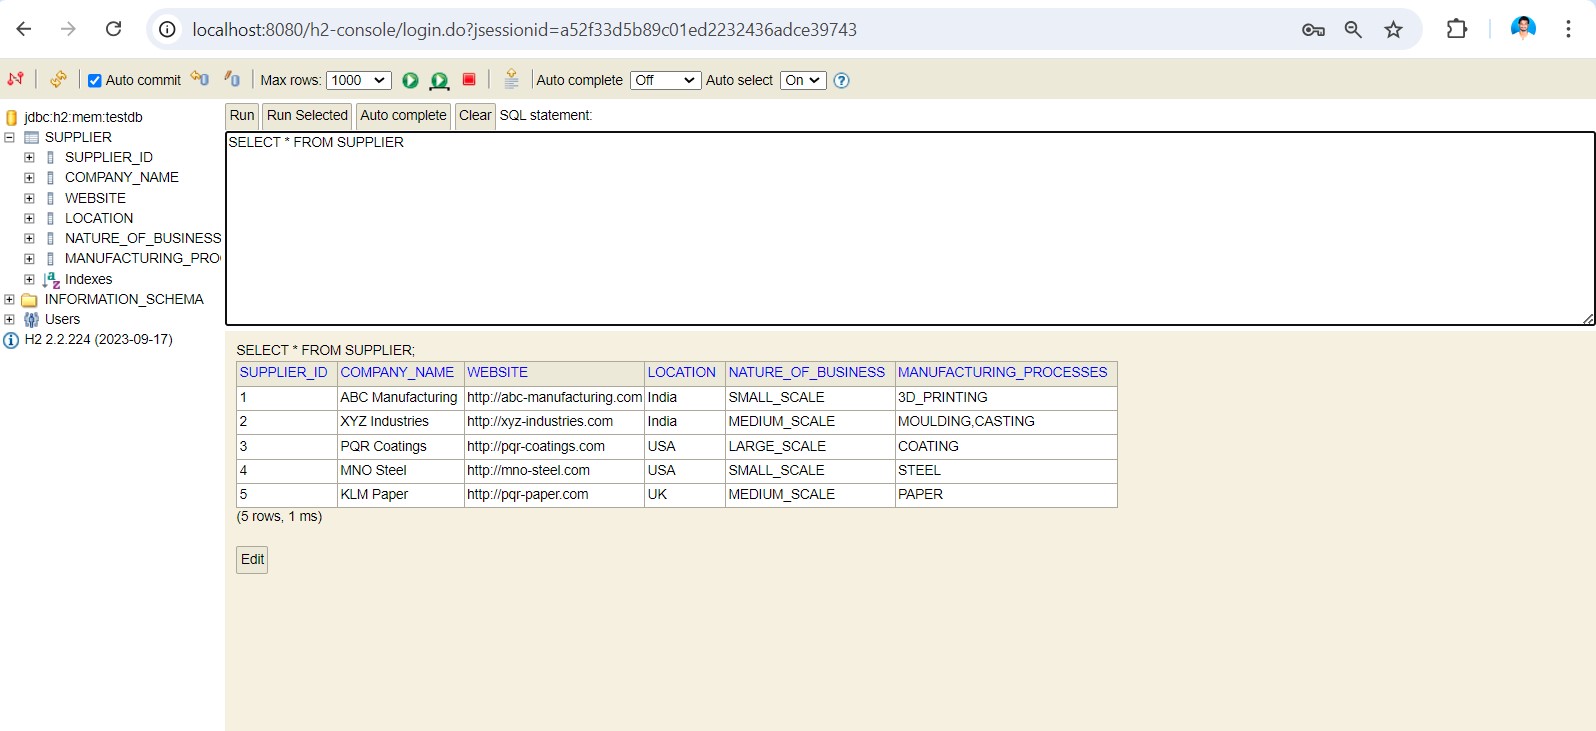 localhost:8080/h2-console/login.do?jsessionid=a52f33d5b89c01ed2232436adce39743
Auto commit Max rows: 1000 Auto complete Off Auto select On ?
jdbc:h2:mem:testdb
SUPPLIER
SUPPLIER_ID
COMPANY_NAME
WEBSITE
LOCATION
NATURE_OF_BUSINESS
MANUFACTURING_PRO
Indexes
INFORMATION_SCHEMA
Users
H2 2.2.224 (2023-09-17)
Run Run Selected Auto complete Clear SQL statement:
SELECT * FROM SUPPLIER
SELECT * FROM SUPPLIER;
SUPPLIER_ID COMPANY_NAME WEBSITE LOCATION NATURE_OF_BUSINESS MANUFACTURING_PROCESSES
1 ABC Manufacturing http://abc-manufacturing.com India SMALL_SCALE 3D_PRINTING
2 XYZ Industries http://xyz-industries.com India MEDIUM_SCALE MOULDING,CASTING
3 PQR Coatings http://pqr-coatings.com USA LARGE_SCALE COATING
4 MNO Steel http://mno-steel.com USA SMALL_SCALE STEEL
5 KLM Paper http://pqr-paper.com UK MEDIUM_SCALE PAPER
(5 rows, 1 ms)
Edit